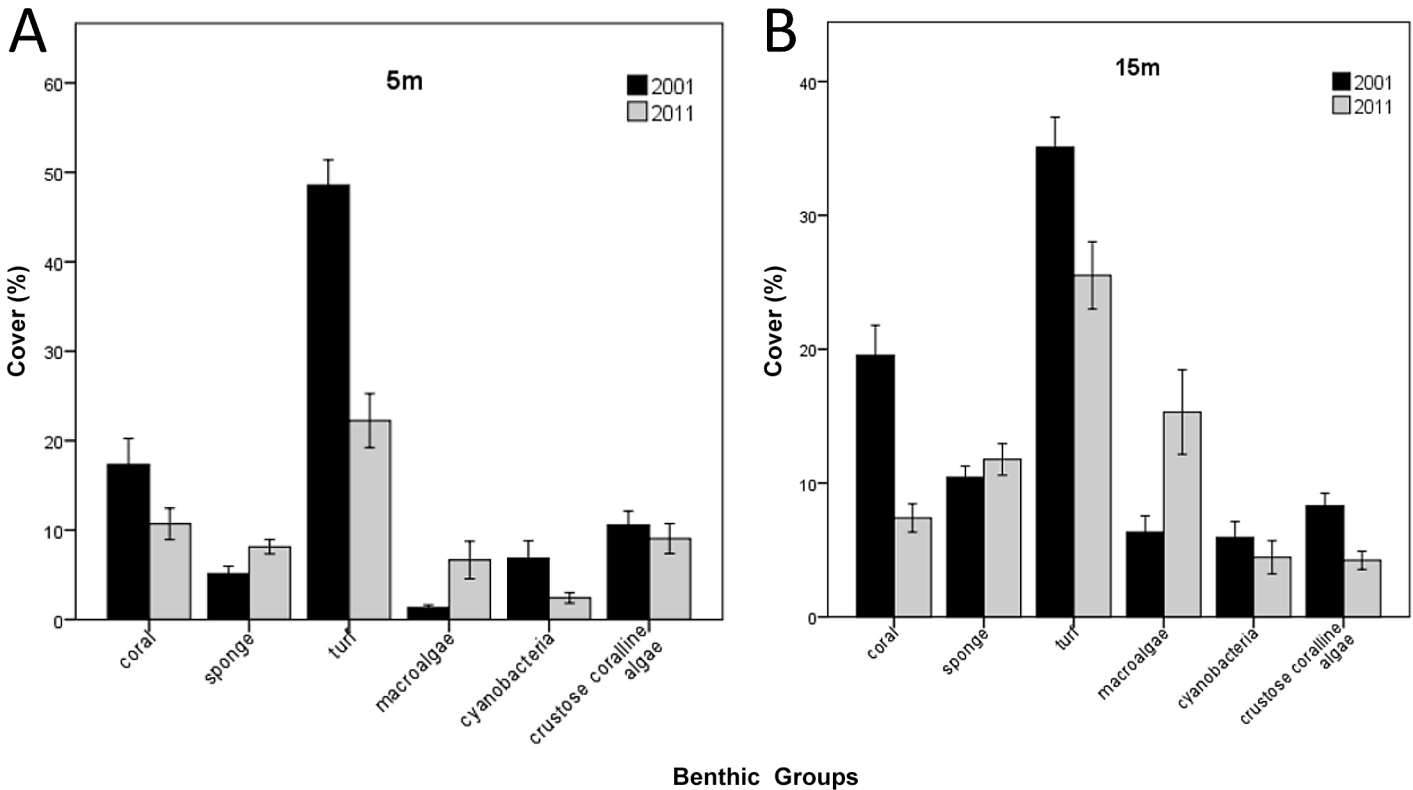 A
5m
2001
2011
60
50
40
30
20
10
0
Cover (%)
coral
sponge
turf
macroalgae
cyanobacteria
crustose coralline
algae
B
15m
2001
2011
40
30
20
10
0
Cover (%)
coral
sponge
turf
macroalgae
cyanobacteria
crustose coralline
algae
Benthic Groups